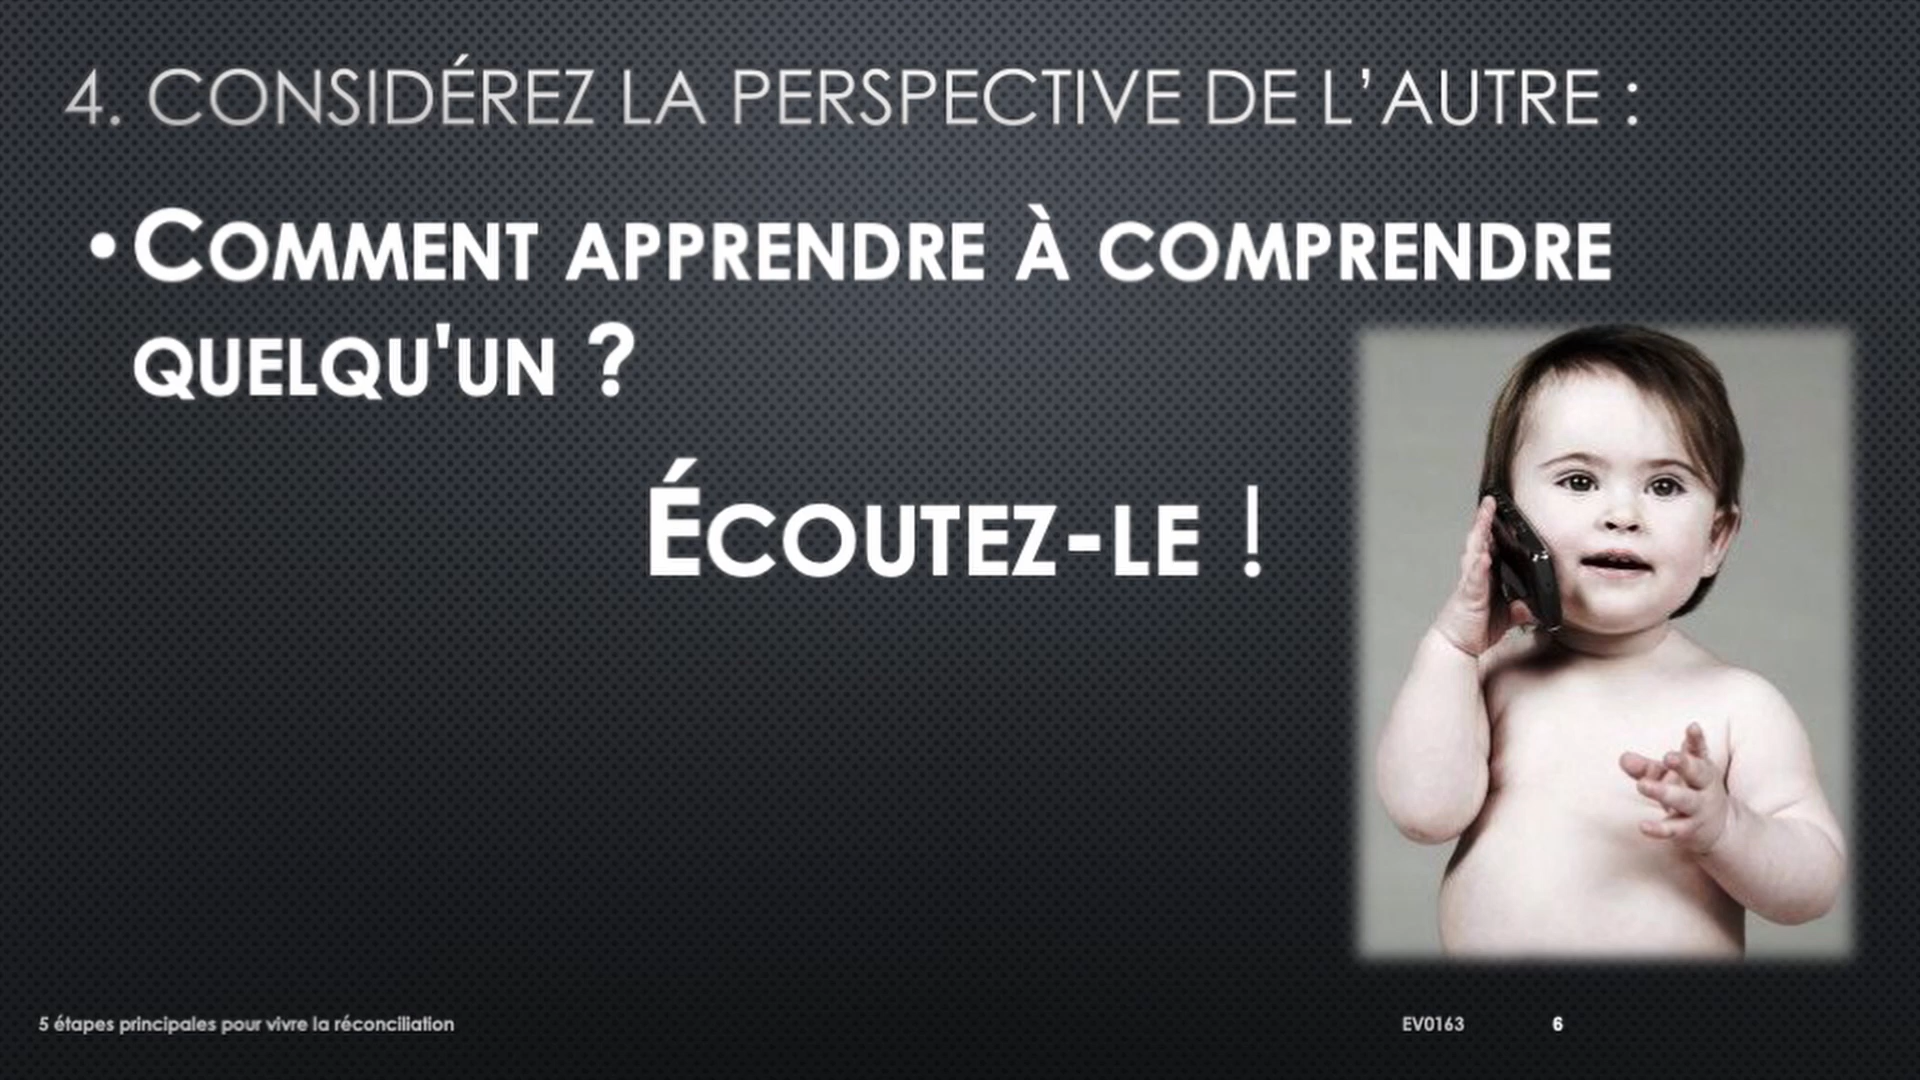 4. CONSIDÉREZ LA PERSPECTIVE DE L’AUTRE :
•COMMENT APPRENDRE À COMPRENDRE
QUELQU'UN ?
ÉCOUTEZ-LE !
5 étapes principales pour vivre la réconciliation
EV0163 6